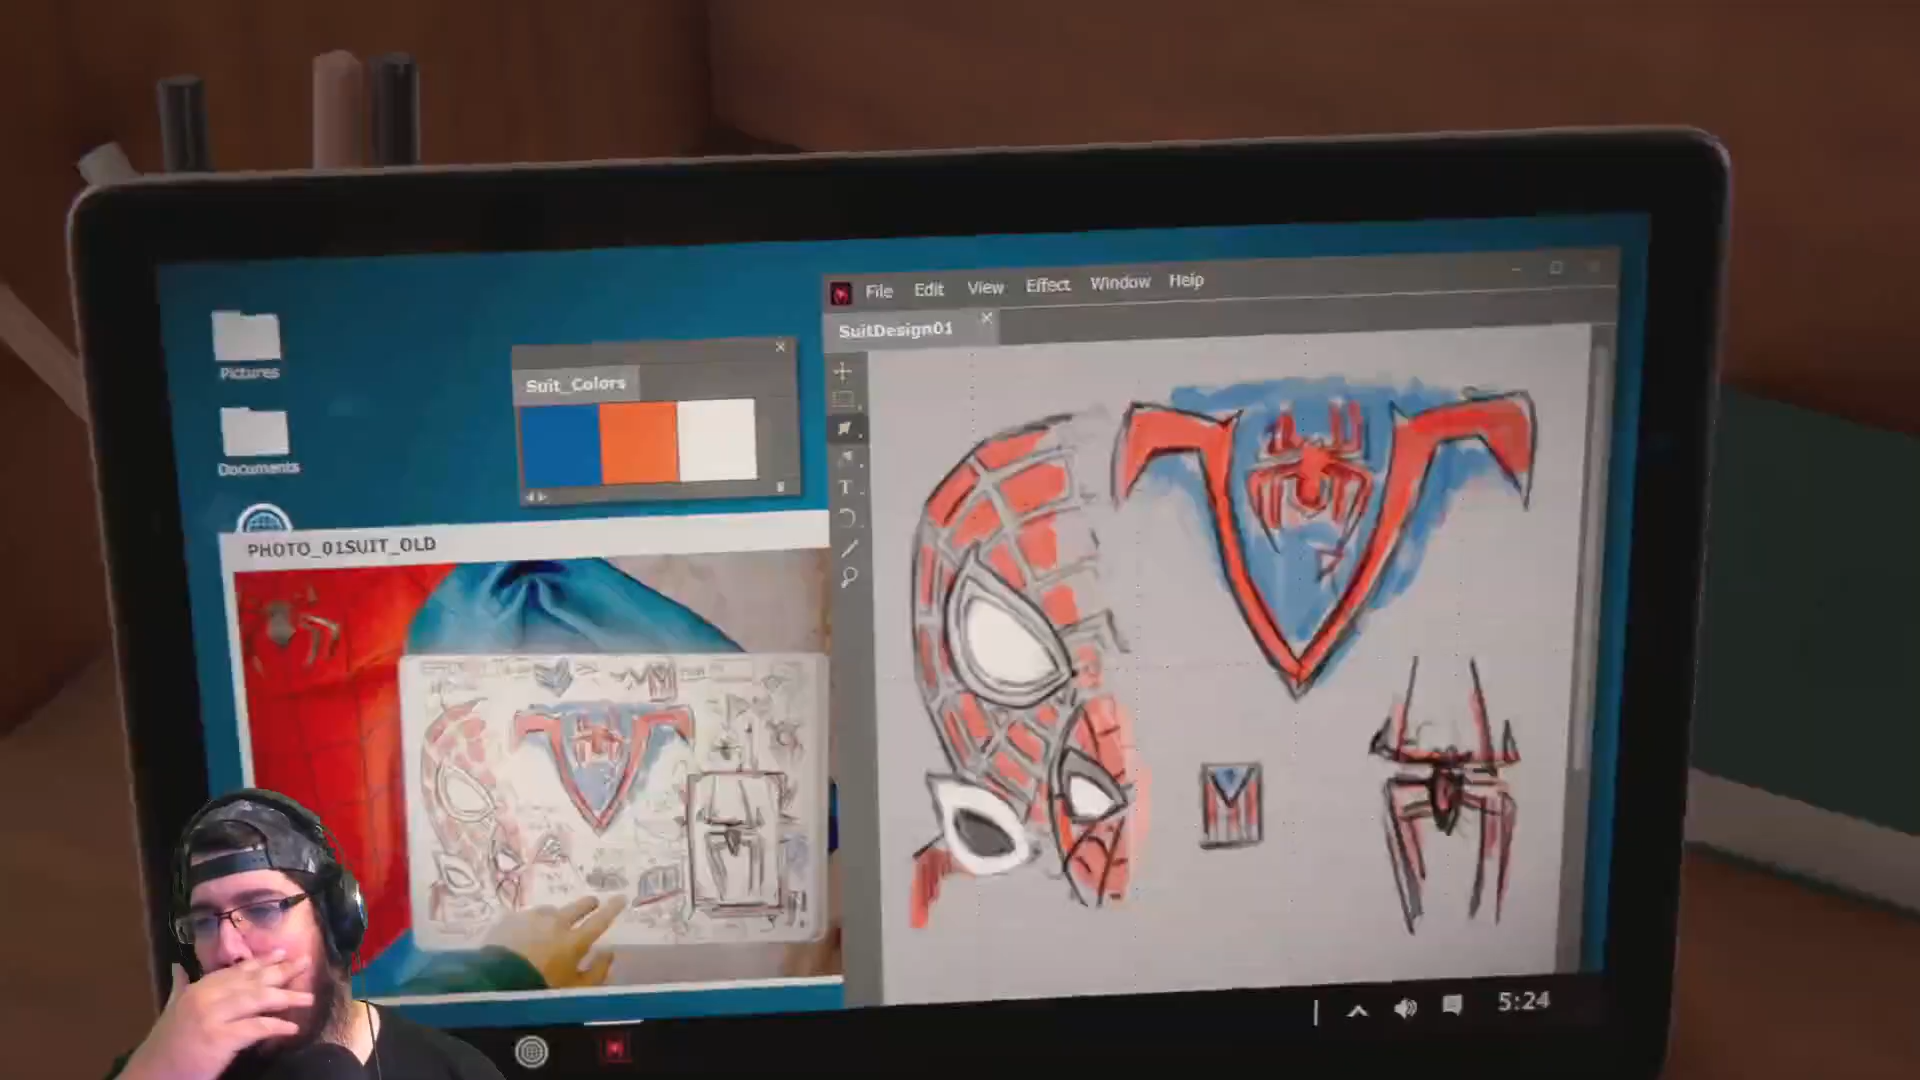 Pictures
Documents
Suit_Colors
PHOTO_01SUIT_OLD
File Edit View Effect Window Help
SuitDesign01
T
5:24